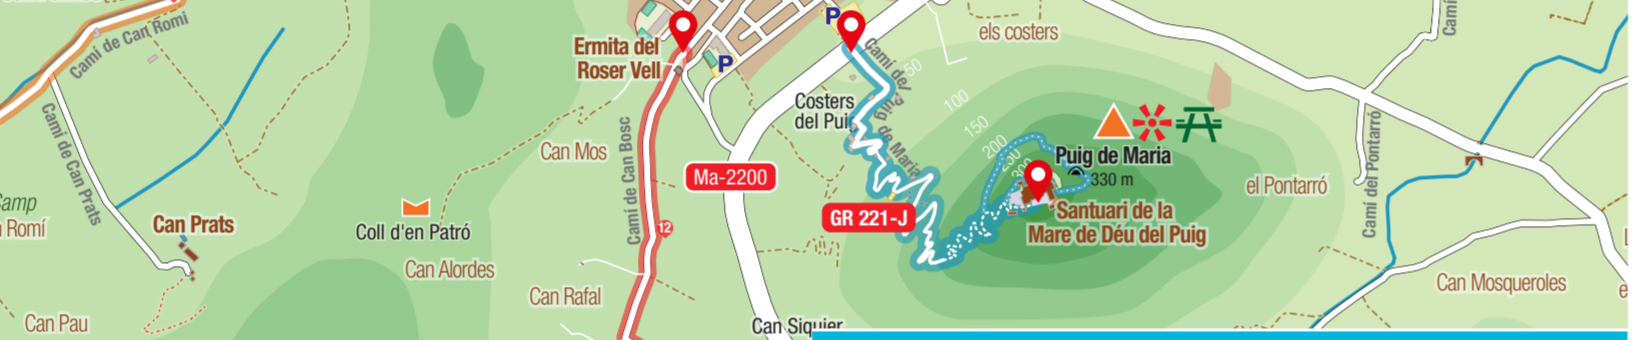 Camí de Can Romi
Ermita del
Roser Vell
P
P
els costers
Camí
Camí del Puig de Maria
50
100
150
200
250
Costers
del Puig
Camí de Can Prats
Can Mos
Camí de Can Bosc
Ma-2200
Puig de Maria
330 m
el Pontarró
Camí del Pontarró
Camp
Romí
Can Prats
Coll d'en Patró
12
GR 221-J
Santuari de la
Mare de Déu del Puig
Can Alordes
Can Rafal
Can Mosqueroles
Can Pau
Can Siquier